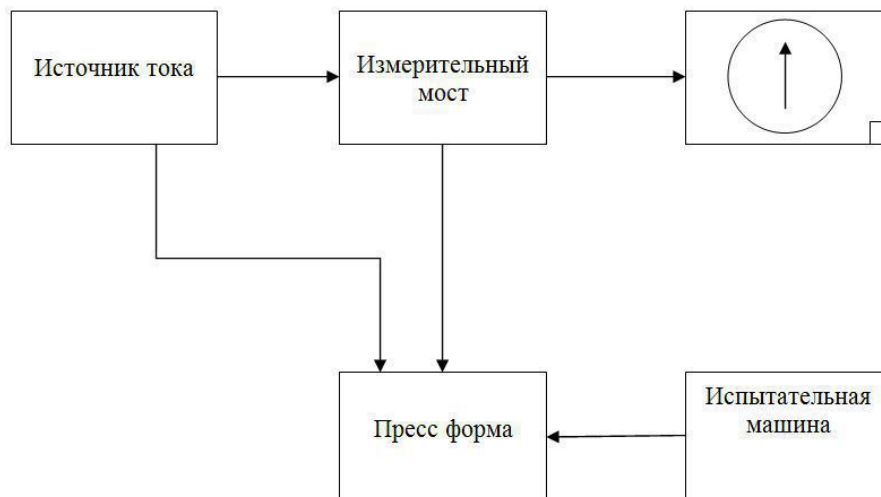 Источник тока
Измерительный
мост
Пресс форма
Испытательная
машина